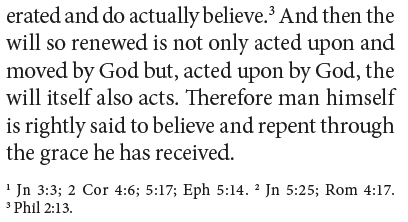 erated and do actually believe.³ And then the
will so renewed is not only acted upon and
moved by God but, acted upon by God, the
will itself also acts. Therefore man himself
is rightly said to believe and repent through
the grace he has received.
¹ Jn 3:3; 2 Cor 4:6; 5:17; Eph 5:14. ² Jn 5:25; Rom 4:17.
³ Phil 2:13.